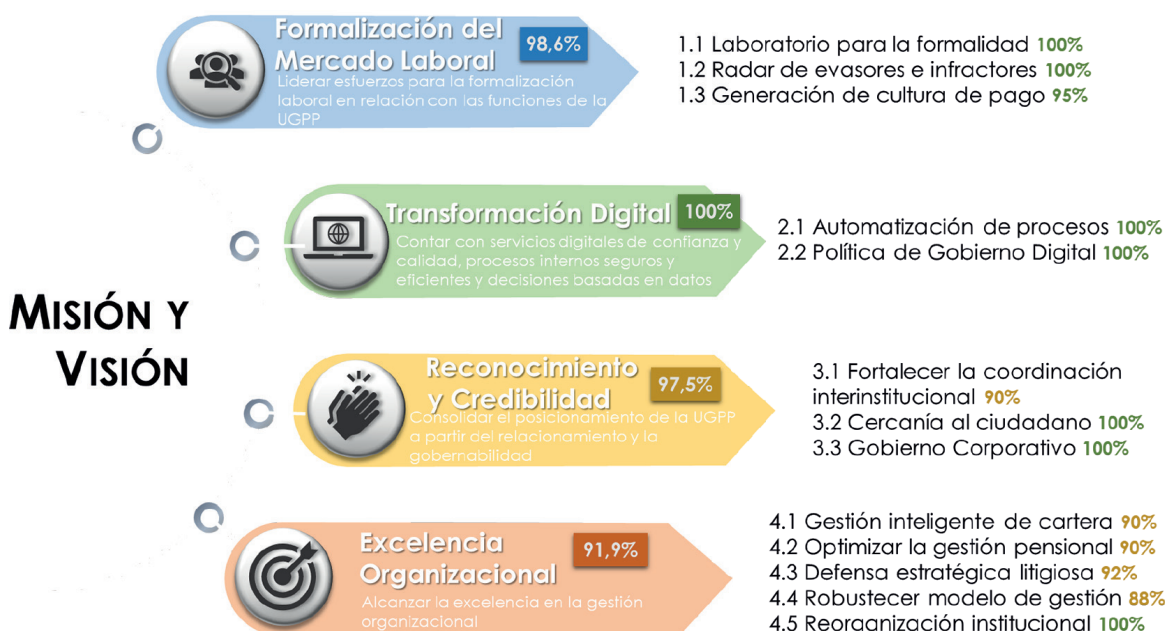 MISIÓN Y
VISIÓN
Formalización del
Mercado Laboral
98,6%
Liderar esfuerzos para la formalización
laboral en relación con las funciones de la
UGPP
1.1 Laboratorio para la formalidad 100%
1.2 Radar de evasores e infractores 100%
1.3 Generación de cultura de pago 95%
Transformación Digital
100%
Contar con servicios digitales de confianza y
calidad, procesos internos seguros y
eficientes y decisiones basadas en datos
2.1 Automatización de procesos 100%
2.2 Política de Gobierno Digital 100%
Reconocimiento
y Credibilidad
97,5%
Consolidar el posicionamiento de la UGPP
a partir del relacionamiento y la
gobernabilidad
3.1 Fortalecer la coordinación
interinstitucional 90%
3.2 Cercanía al ciudadano 100%
3.3 Gobierno Corporativo 100%
Excelencia
Organizacional
91,9%
Alcanzar la excelencia en la gestión
organizacional
4.1 Gestión inteligente de cartera 90%
4.2 Optimizar la gestión pensional 90%
4.3 Defensa estratégica litigiosa 92%
4.4 Robustecer modelo de gestión 88%
4.5 Reorganización institucional 100%